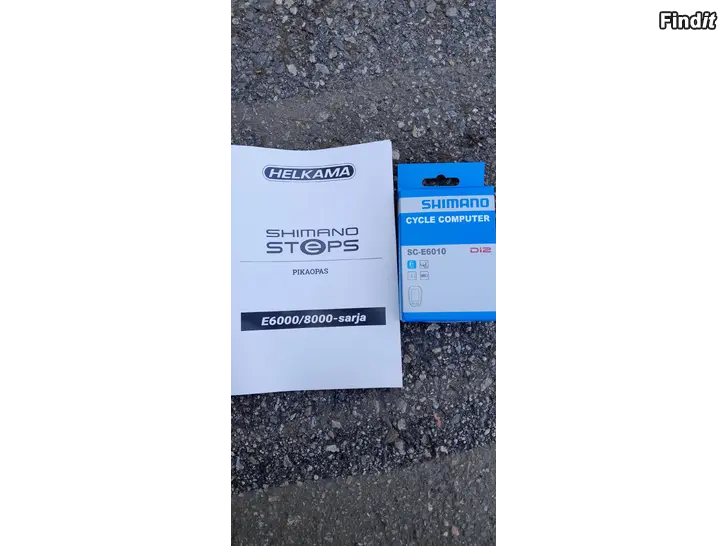 Findit
HELKAMA
SHIMANO
STePS
PIKAOPAS
E6000/8000-sarja
SHIMANO
CYCLE COMPUTER
SC-E6010
Di2
E